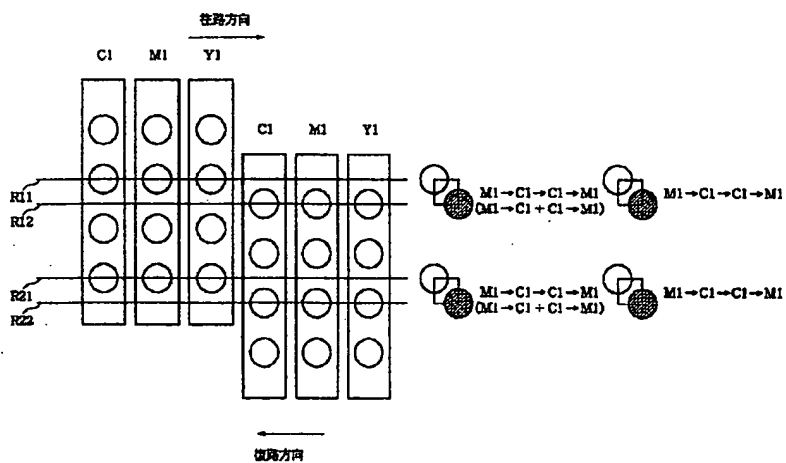 往路方向
C1 M1 Y1
C1 M1 Y1
R11
R12
M1→C1→C1→M1
(M1→C1+C1→M1)
M1→C1→C1→M1
R21
R22
M1→C1→C1→M1
(M1→C1+C1→M1)
M1→C1→C1→M1
復路方向